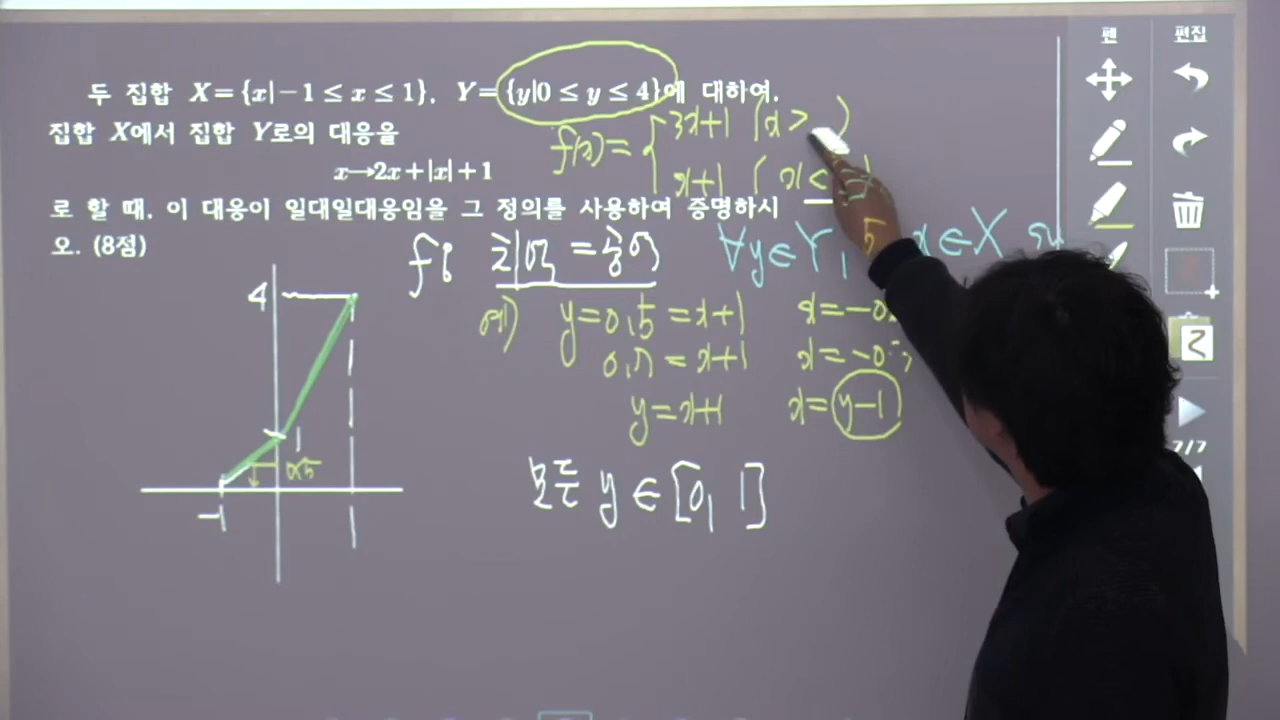 펜 편집
두 집합 X={x|−1≤x≤1}, Y={y|0≤y≤4}에 대하여,
집합 X에서 집합 Y로의 대응을
x→2x+|x|+1
로 할 때, 이 대응이 일대일대응임을 그 정의를 사용하여 증명하시
오. (8점)
f(x)= { 3x+1 (x> )
x+1 ( x<
f: 치역 =공역 ∀y∈Y, x∈X
4
예) y=0,5=x+1 x=-0
0,5=x+1 x=-0.5
y=x+1 x=y-1
1
0.5
모든 y∈[0, 1]
-1 1
7/7